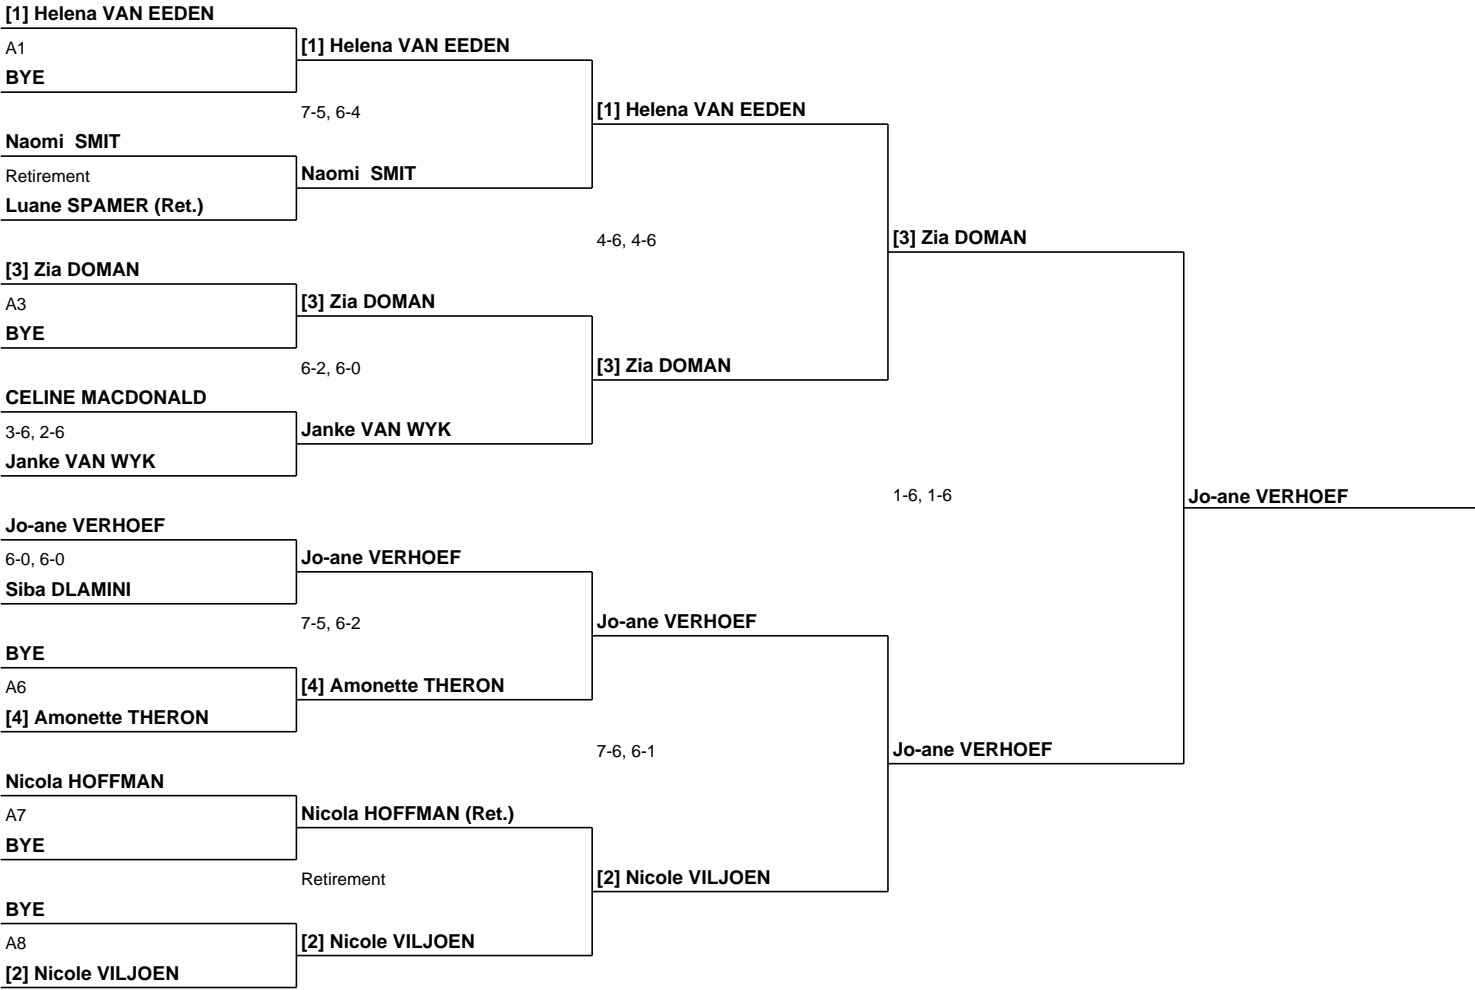 [1] Helena VAN EEDEN
A1
[1] Helena VAN EEDEN
BYE
7-5, 6-4
[1] Helena VAN EEDEN
Naomi  SMIT
Retirement
Naomi  SMIT
Luane SPAMER (Ret.)
4-6, 4-6
[3] Zia DOMAN
[3] Zia DOMAN
A3
[3] Zia DOMAN
BYE
6-2, 6-0
[3] Zia DOMAN
CELINE MACDONALD
3-6, 2-6
Janke VAN WYK
Janke VAN WYK
1-6, 1-6
Jo-ane VERHOEF
Jo-ane VERHOEF
6-0, 6-0
Jo-ane VERHOEF
Siba DLAMINI
7-5, 6-2
Jo-ane VERHOEF
BYE
A6
[4] Amonette THERON
[4] Amonette THERON
7-6, 6-1
Jo-ane VERHOEF
Nicola HOFFMAN
A7
Nicola HOFFMAN (Ret.)
BYE
Retirement
[2] Nicole VILJOEN
BYE
A8
[2] Nicole VILJOEN
[2] Nicole VILJOEN